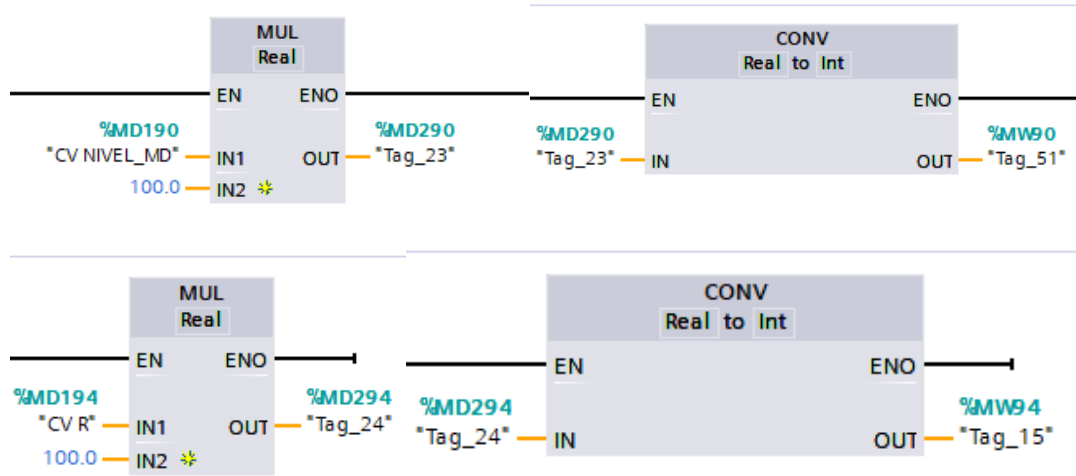 MUL
Real
EN ENO
%MD190
"CV NIVEL_MD" IN1
%MD290
OUT "Tag_23"
100.0 IN2
CONV
Real to Int
EN ENO
%MD290
"Tag_23" IN
%MW90
OUT "Tag_51"
MUL
Real
EN ENO
%MD194
"CV R" IN1
%MD294
OUT "Tag_24"
100.0 IN2
CONV
Real to Int
EN ENO
%MD294
"Tag_24" IN
%MW94
OUT "Tag_15"